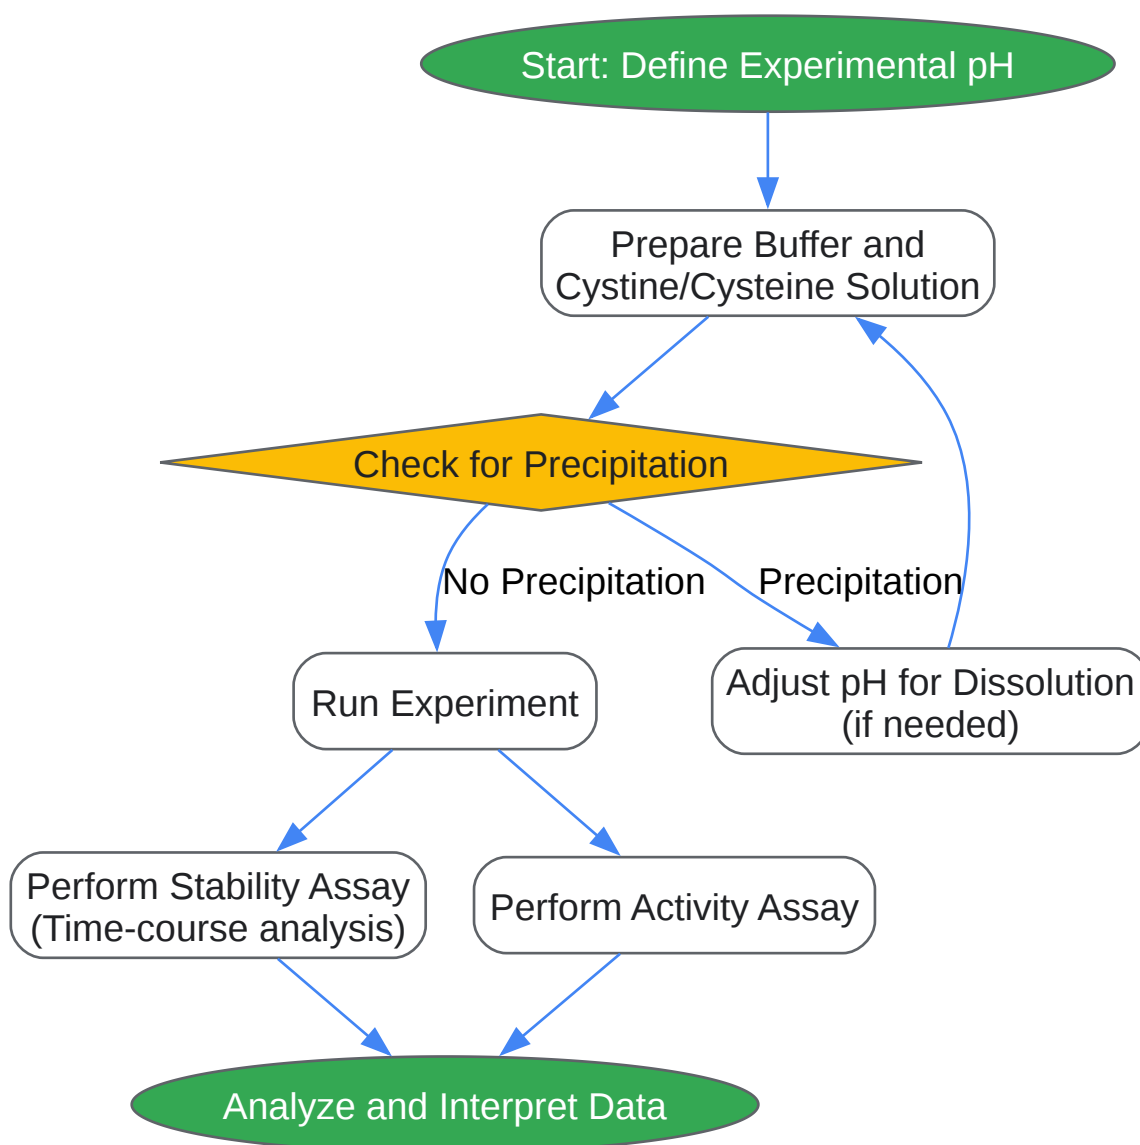 Start: Define Experimental pH
Prepare Buffer and
Cystine/Cysteine Solution
Check for Precipitation
No Precipitation
Precipitation
Run Experiment
Adjust pH for Dissolution
(if needed)
Perform Stability Assay
(Time-course analysis)
Perform Activity Assay
Analyze and Interpret Data